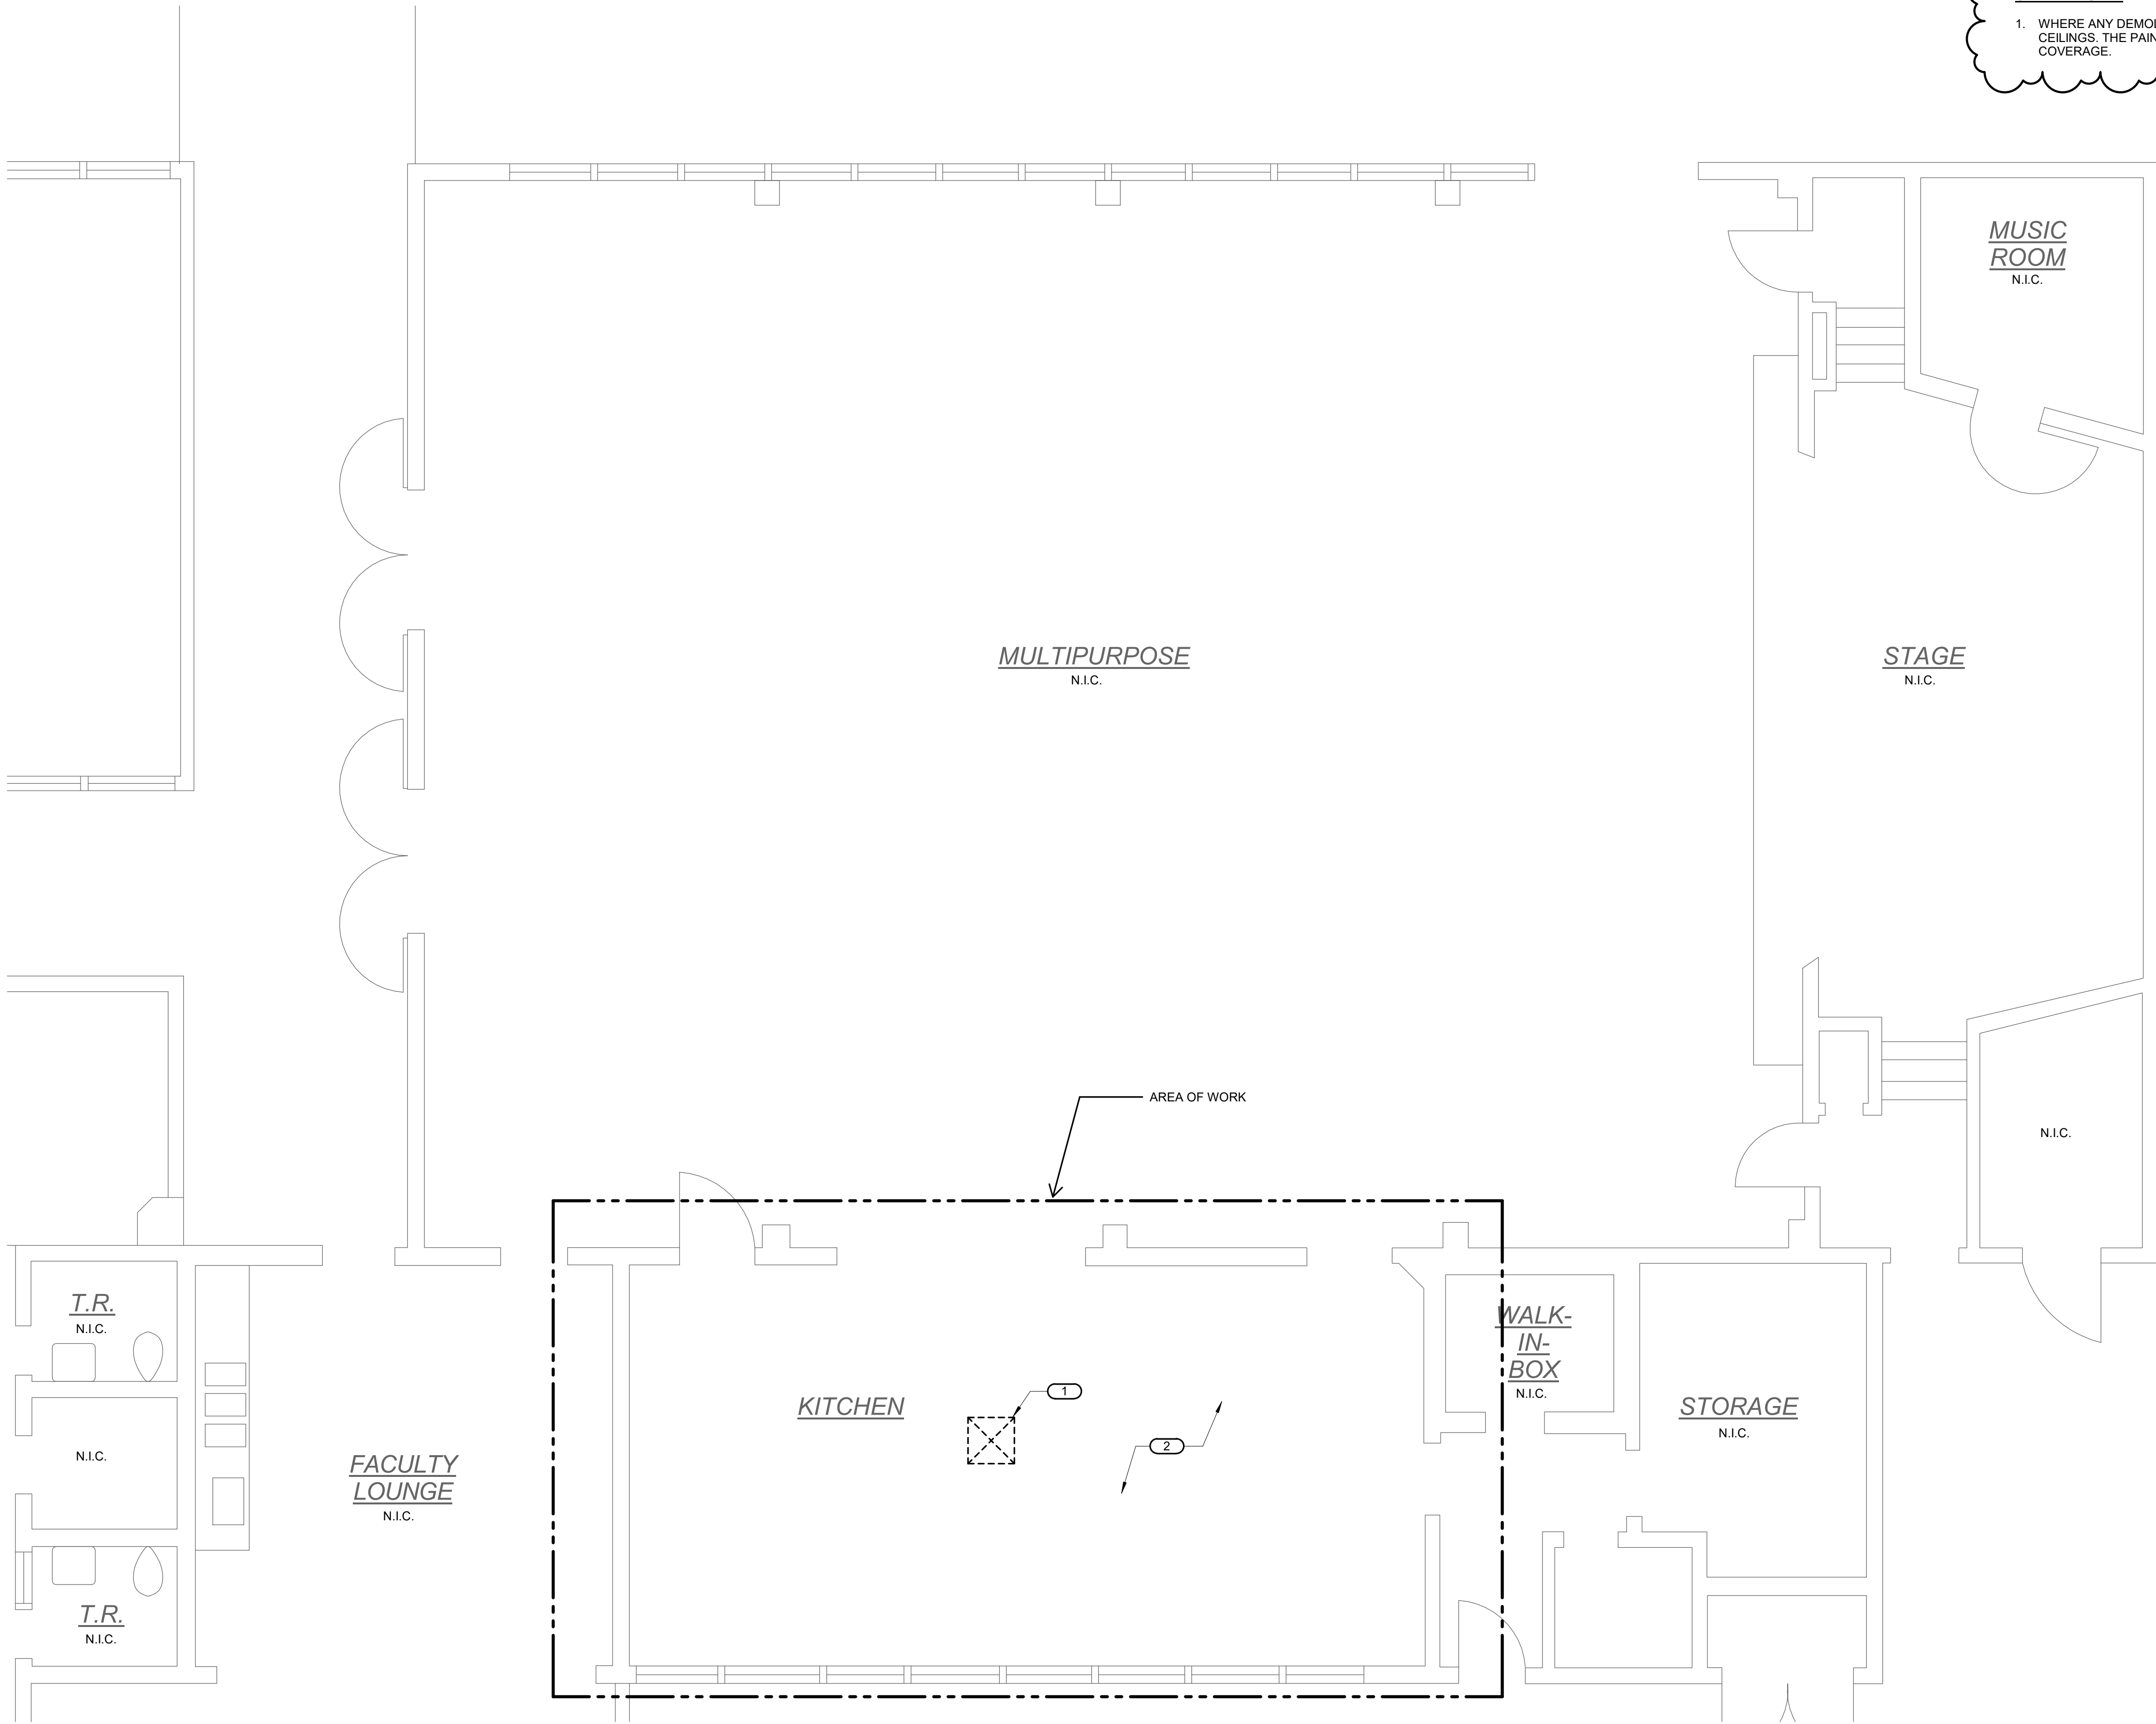 1. WHERE ANY DEMOL
CEILINGS. THE PAIN
COVERAGE.
MUSIC
ROOM
N.I.C.
MULTIPURPOSE
N.I.C.
STAGE
N.I.C.
AREA OF WORK
N.I.C.
T.R.
N.I.C.
WALK-
IN-
BOX
N.I.C.
1
KITCHEN
STORAGE
N.I.C.
2
N.I.C.
FACULTY
LOUNGE
N.I.C.
T.R.
N.I.C.